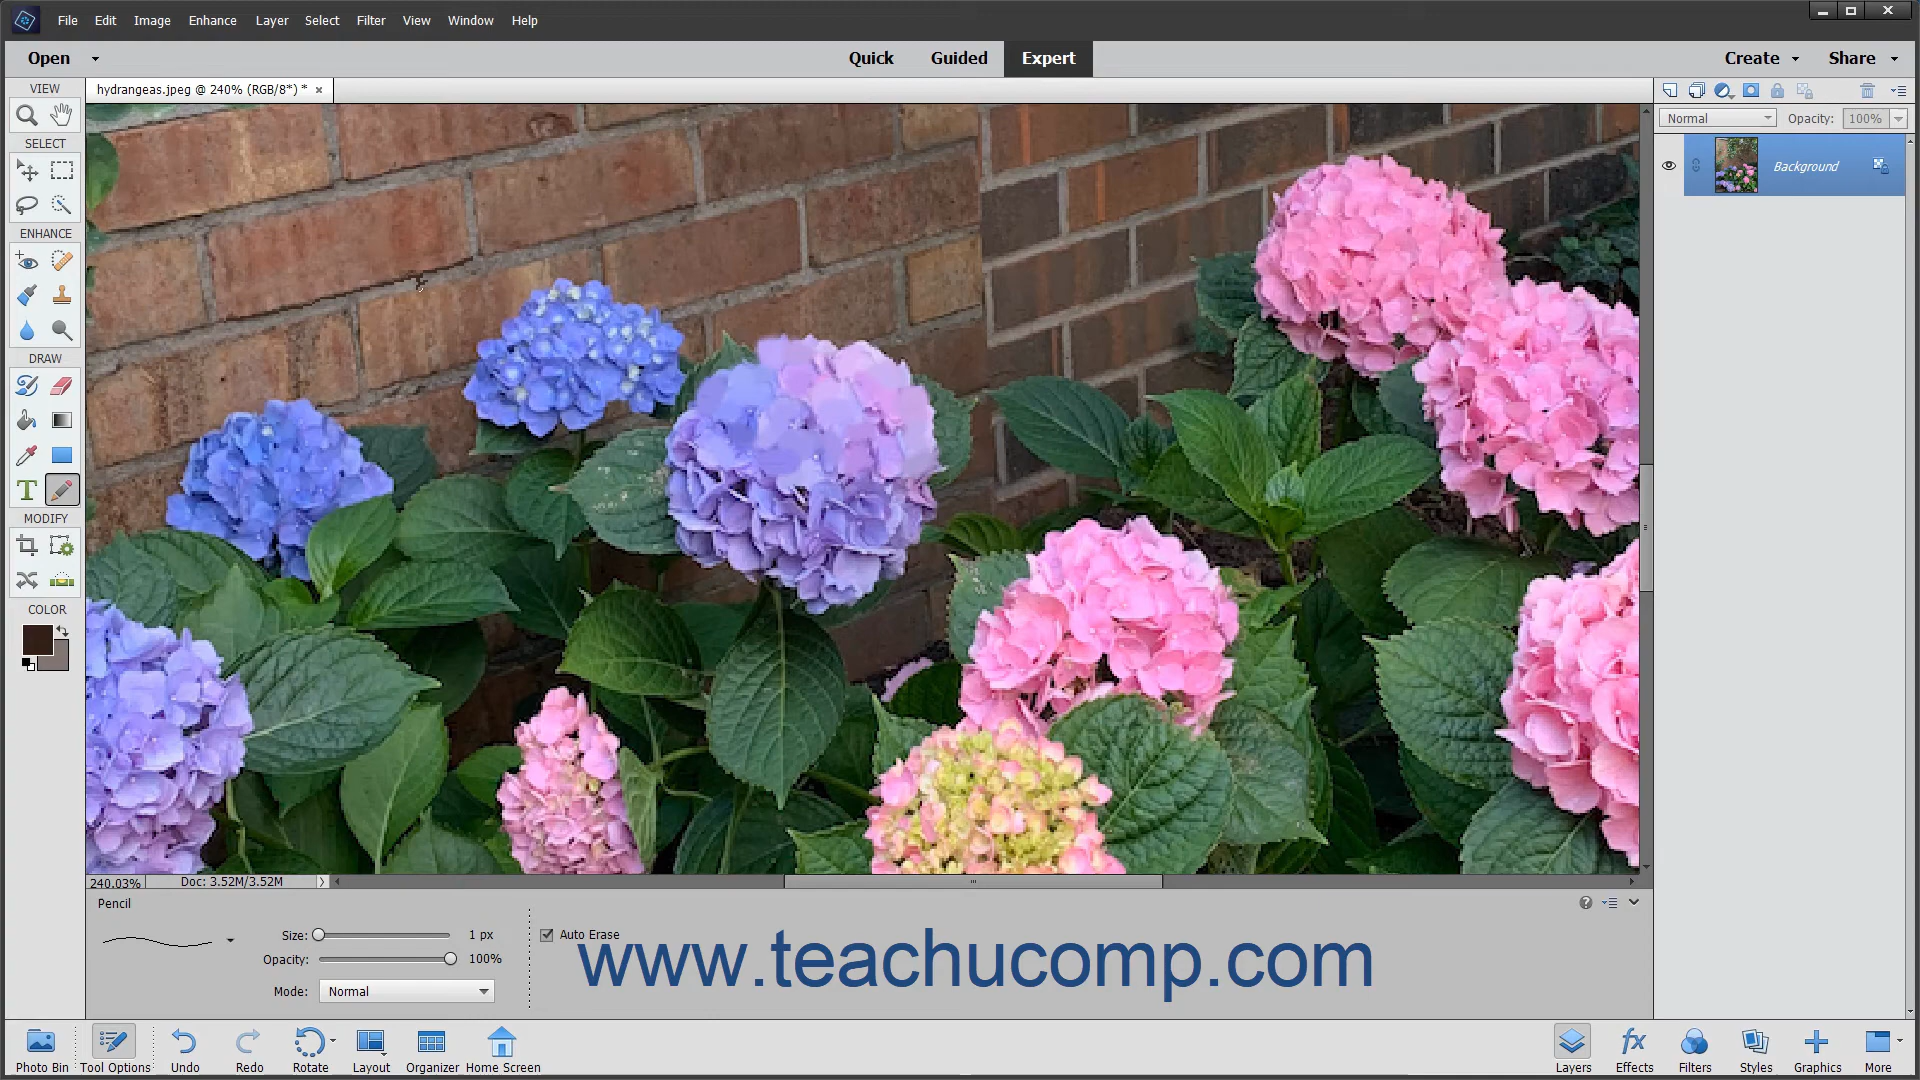 File Edit Image Enhance Layer Select Filter View Window Help
Open Quick Guided Expert Create Share
VIEW
hydrangeas.jpeg @ 240% (RGB/8*) * ×
Normal Opacity: 100%
SELECT
Background
ENHANCE
DRAW
T
MODIFY
COLOR
240.03% Doc: 3.52M/3.52M
Pencil
Size: 1 px Auto Erase
Opacity: 100%
www.teachucomp.com
Mode: Normal
fx
Photo Bin Tool Options Undo Redo Rotate Layout Organizer Home Screen Layers Effects Filters Styles Graphics More